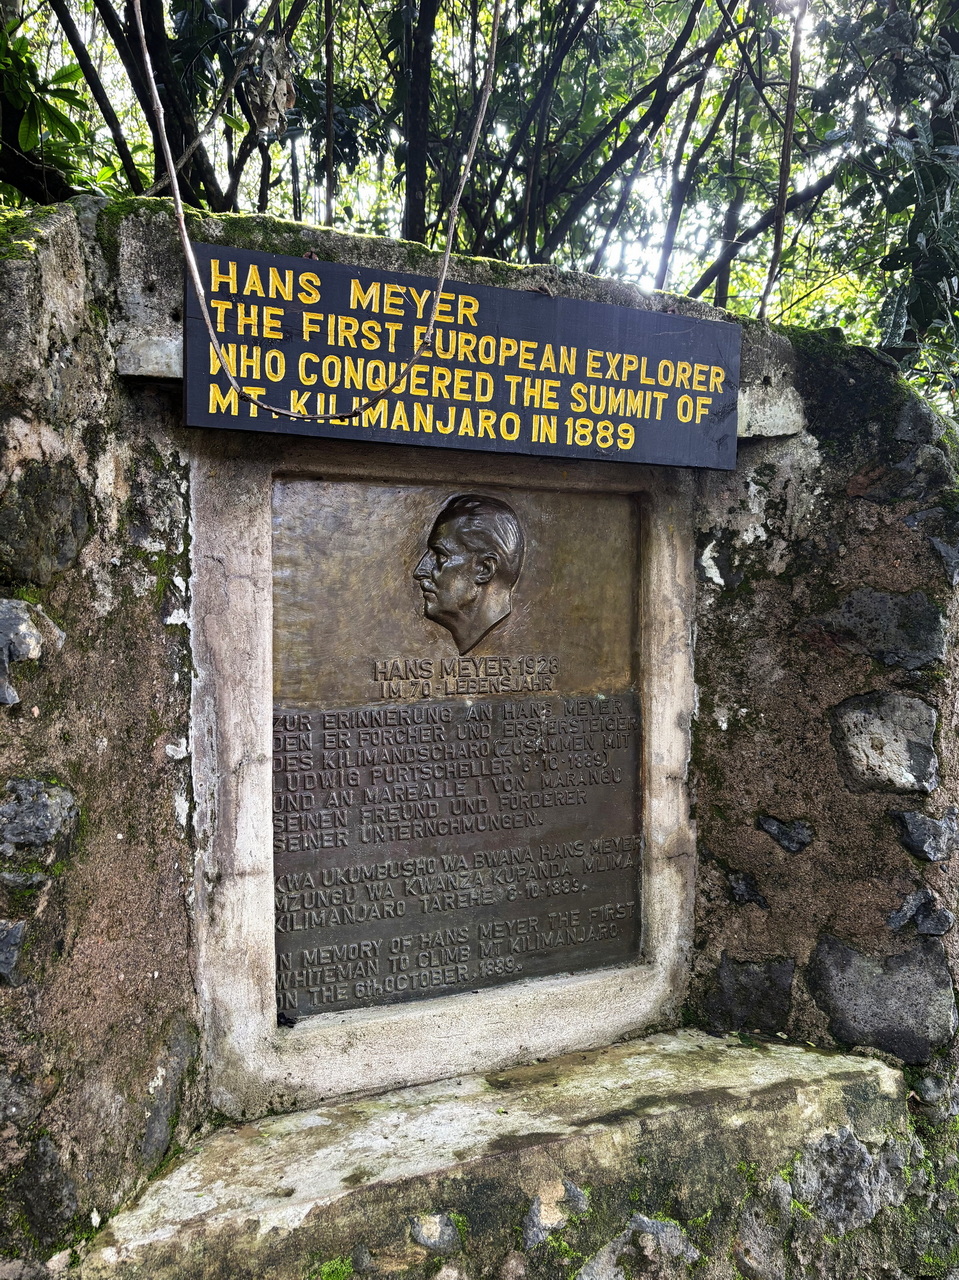 HANS MEYER
THE FIRST EUROPEAN EXPLORER
WHO CONQUERED THE SUMMIT OF
MT. KILIMANJARO IN 1889
HANS MEYER-1928
IM 70-LEBENSJAHR
ZUR ERINNERUNG AN HANS MEYER
DEN ERFORCHER UND ERSTERSTEIGER
DES KILIMANDSCHARO (ZUSAMMEN MIT
LUDWIG PURTSCHELLER 6·10·1889)
UND AN MAREALLE I VON MARANGU
SEINEN FREUND UND FÖRDERER
SEINER UNTERNCHMUNGEN.
KWA UKUMBUSHO WA BWANA HANS MEYER
MZUNGU WA KWANZA KUPANDA MLIMA
KILIMANJARO TAREHE 6·10·1889.
IN MEMORY OF HANS MEYER THE FIRST
WHITEMAN TO CLIMB MT KILIMANJARO
ON THE 6th, OCTOBER. 1889.